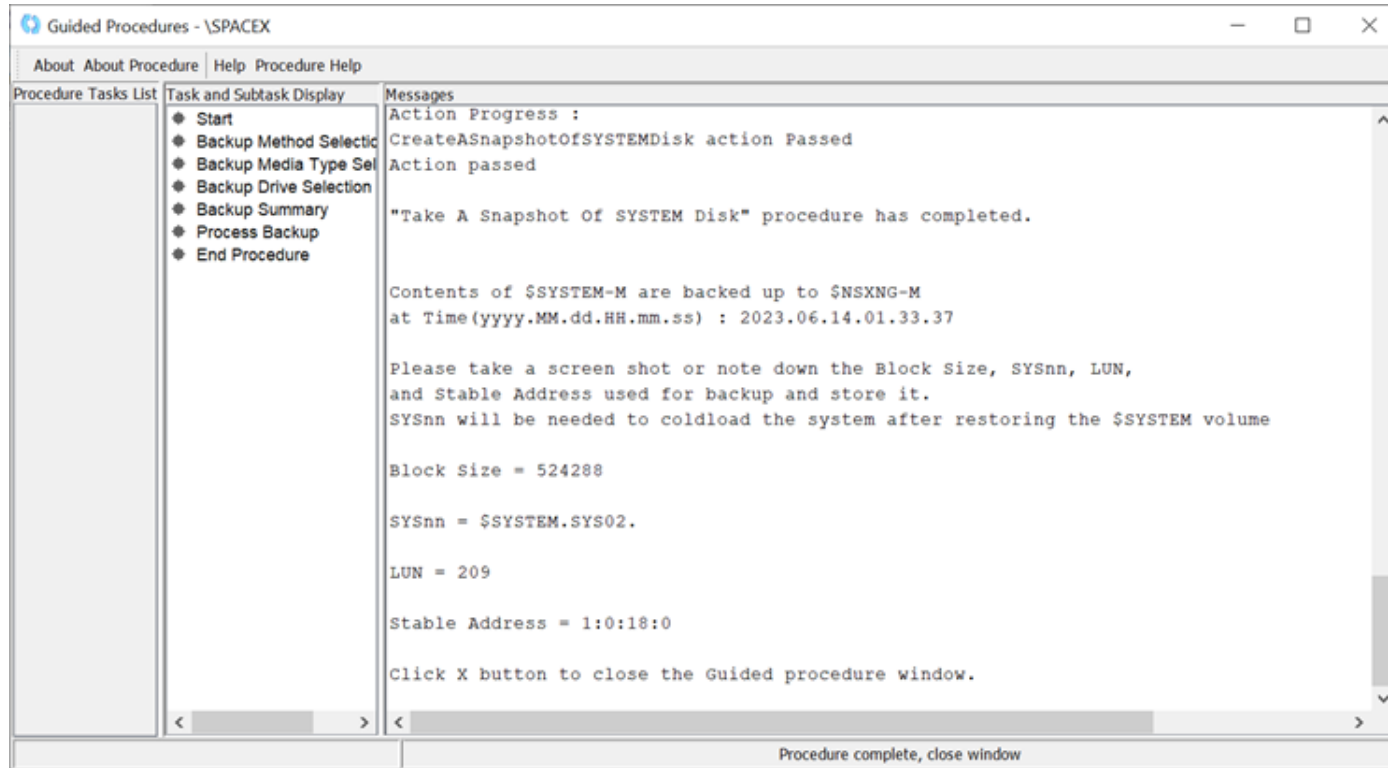 Guided Procedures - \SPACEX
About About Procedure Help Procedure Help
Procedure Tasks List
Task and Subtask Display
Start
Backup Method Selectio
Backup Media Type Sel
Backup Drive Selection
Backup Summary
Process Backup
End Procedure
Messages
Action Progress :
CreateASnapshotOfSYSTEMDisk action Passed
Action passed
"Take A Snapshot Of SYSTEM Disk" procedure has completed.
Contents of $SYSTEM-M are backed up to $NSXNG-M
at Time(yyyy.MM.dd.HH.mm.ss) : 2023.06.14.01.33.37
Please take a screen shot or note down the Block Size, SYSnn, LUN,
and Stable Address used for backup and store it.
SYSnn will be needed to coldload the system after restoring the $SYSTEM volume
Block Size = 524288
SYSnn = $SYSTEM.SYS02.
LUN = 209
Stable Address = 1:0:18:0
Click X button to close the Guided procedure window.
Procedure complete, close window